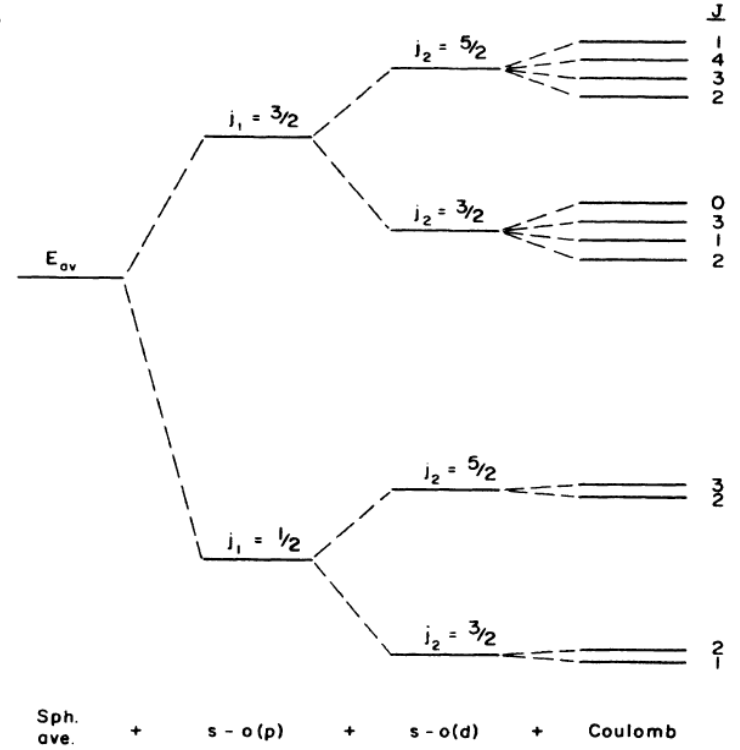 J
j₂ = 5/2
1
4
3
2
j₁ = 3/2
j₂ = 3/2
0
3
1
2
E_av
j₂ = 5/2
3
2
j₁ = 1/2
j₂ = 3/2
2
1
Sph. ave. + s-o(p) + s-o(d) + Coulomb